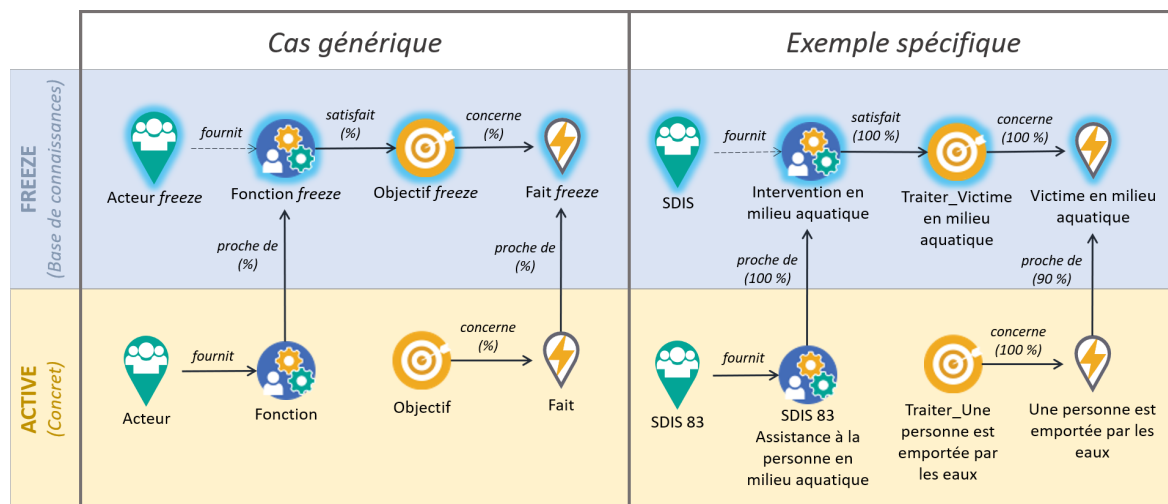 Cas générique
Exemple spécifique
FREEZE
(Base de connaissances)
fournit
satisfait
(%)
concerne
(%)
Acteur freeze
Fonction freeze
Objectif freeze
Fait freeze
proche de
(%)
proche de
(%)
fournit
satisfait
(100 %)
concerne
(100 %)
SDIS
Intervention en
milieu aquatique
Traiter_Victime
en milieu
aquatique
Victime en milieu
aquatique
proche de
(100 %)
proche de
(90 %)
ACTIVE
(Concret)
fournit
concerne
(%)
Acteur
Fonction
Objectif
Fait
fournit
concerne
(100 %)
SDIS 83
SDIS 83
Assistance à la
personne en
milieu aquatique
Traiter_Une
personne est
emportée par
les eaux
Une personne est
emportée par les
eaux